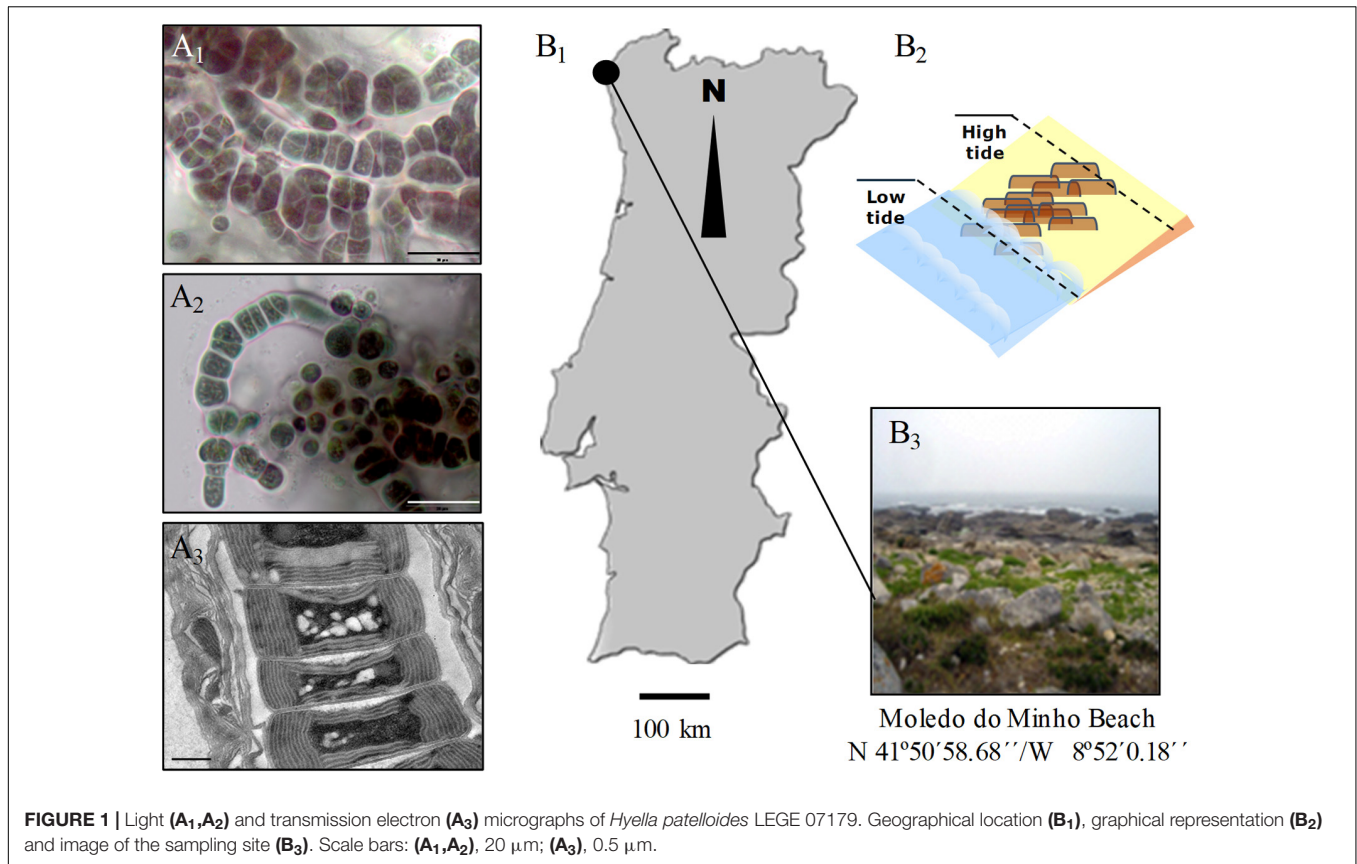 A₁
A₂
A₃
B₁
N
100 km
B₂
High
tide
Low
tide
B₃
Moledo do Minho Beach
N 41º50´58.68´´/W 8º52´0.18´´
FIGURE 1 | Light (A₁,A₂) and transmission electron (A₃) micrographs of Hyella patelloides LEGE 07179. Geographical location (B₁), graphical representation (B₂)
and image of the sampling site (B₃). Scale bars: (A₁,A₂), 20 μm; (A₃), 0.5 μm.